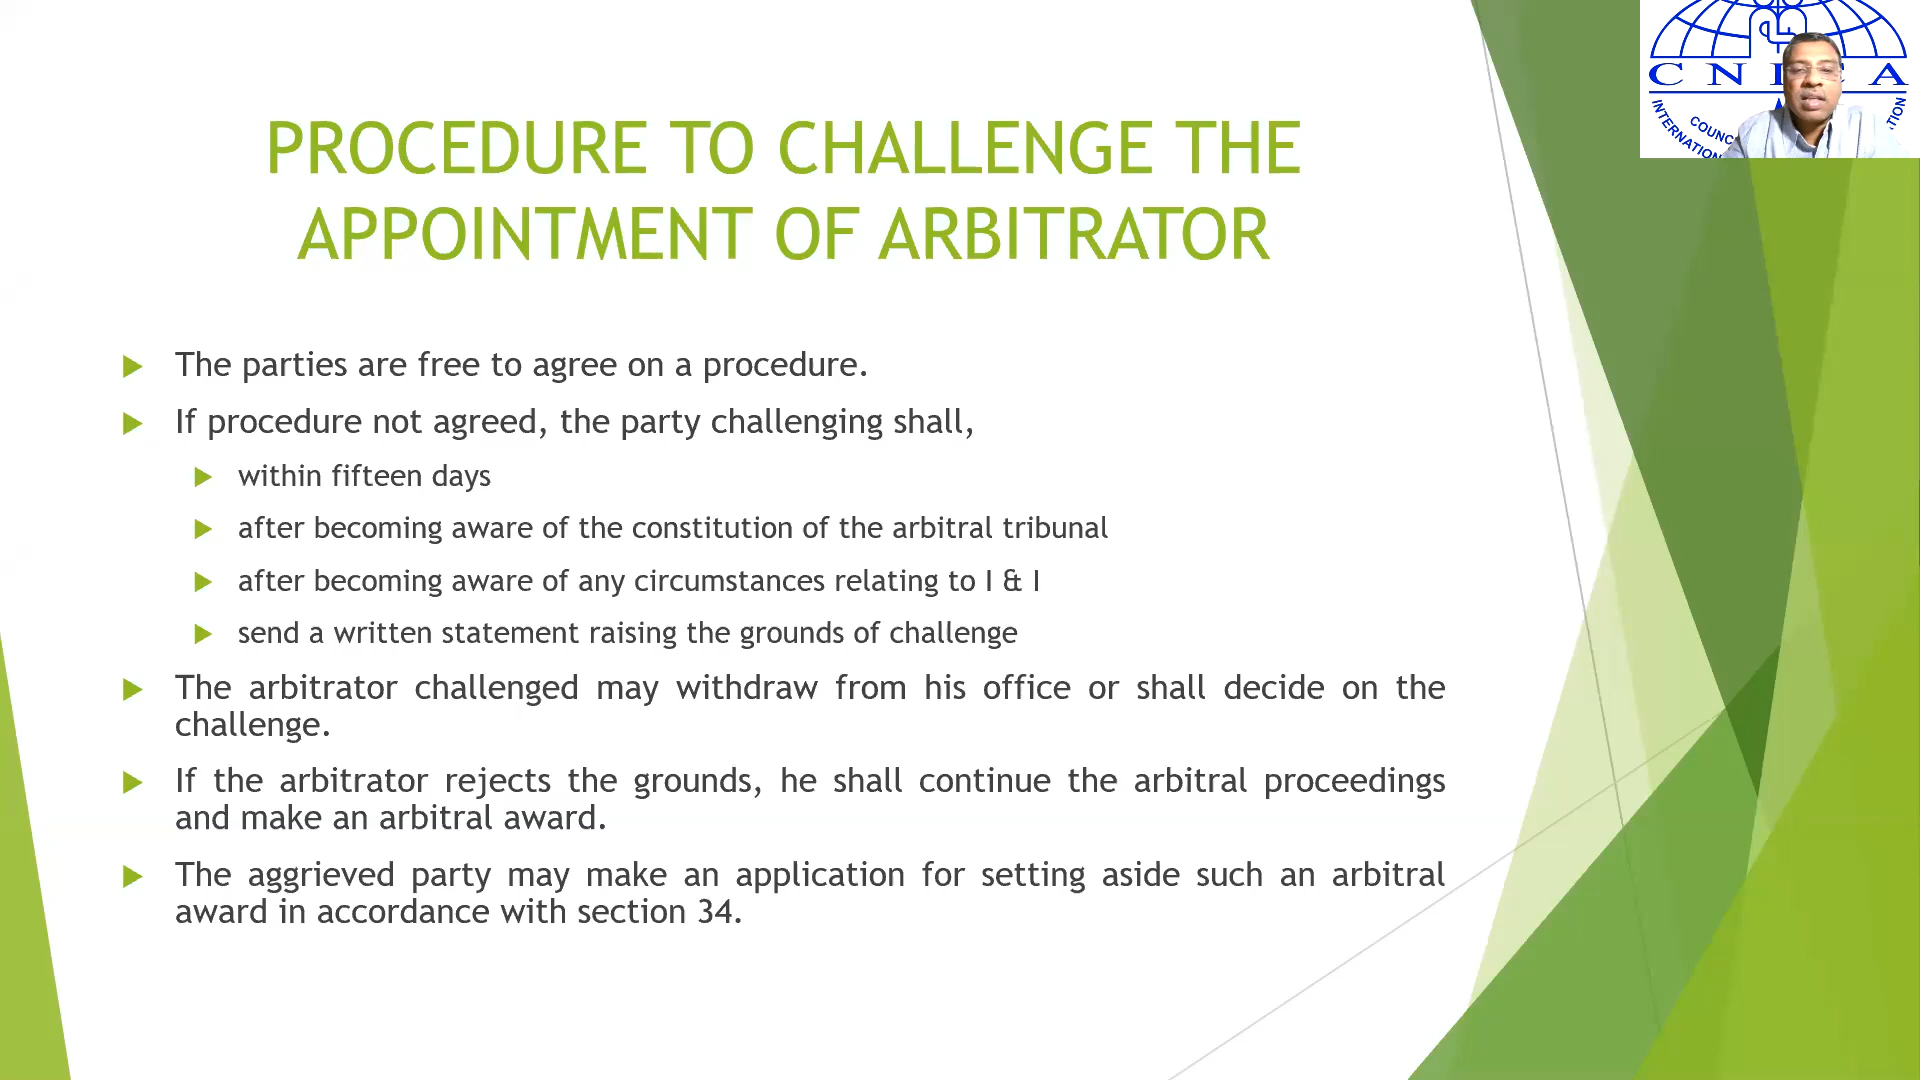 C N I C A
INTERNATION
COUNC
TION
PROCEDURE TO CHALLENGE THE
APPOINTMENT OF ARBITRATOR
The parties are free to agree on a procedure.
If procedure not agreed, the party challenging shall,
within fifteen days
after becoming aware of the constitution of the arbitral tribunal
after becoming aware of any circumstances relating to I & I
send a written statement raising the grounds of challenge
The arbitrator challenged may withdraw from his office or shall decide on the
challenge.
If the arbitrator rejects the grounds, he shall continue the arbitral proceedings
and make an arbitral award.
The aggrieved party may make an application for setting aside such an arbitral
award in accordance with section 34.